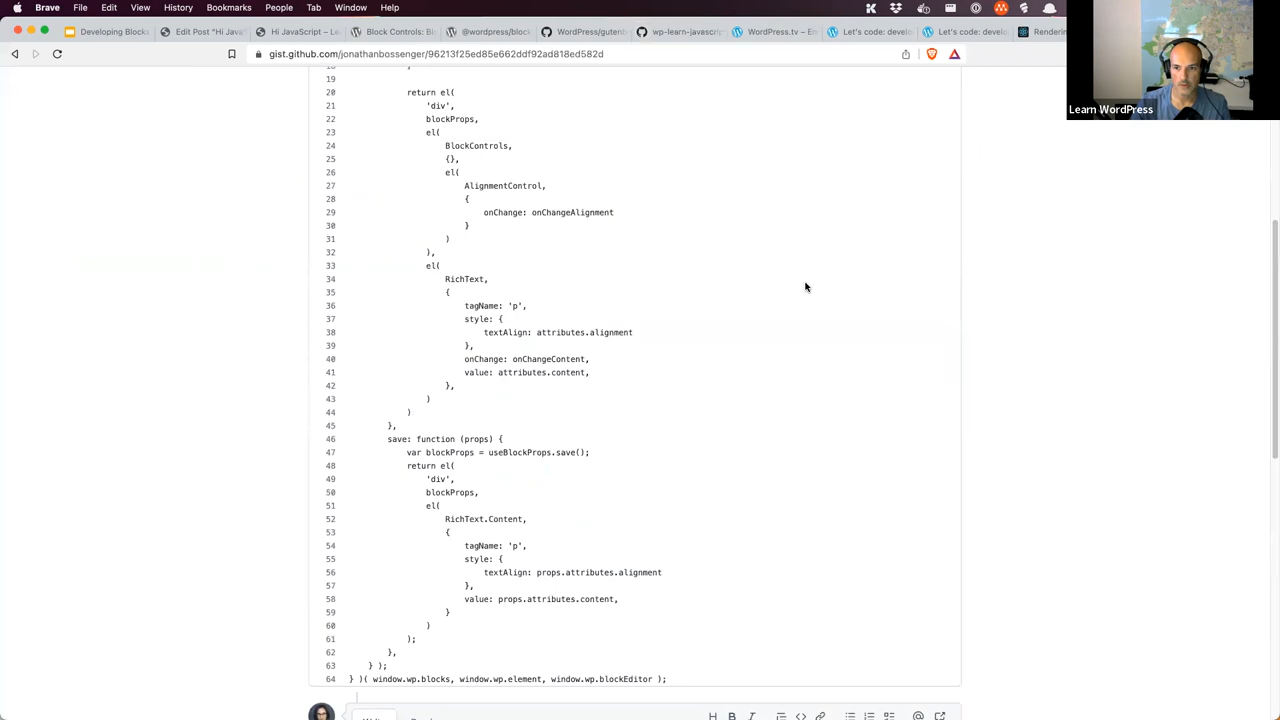 Brave File Edit View History Bookmarks People Tab Window Help
Developing Blocks Edit Post "Hi Java Hi JavaScript – Le Block Controls: Bl @wordpress/block WordPress/gutenb wp-learn-javascrip WordPress.tv – En Let's code: develo Let's code: develo Rendering
gist.github.com/jonathanbossenger/96213f25ed85e662ddf92ad818ed582d
Learn WordPress
19
20 return el(
21 'div',
22 blockProps,
23 el(
24 BlockControls,
25 {},
26 el(
27 AlignmentControl,
28 {
29 onChange: onChangeAlignment
30 }
31 )
32 ),
33 el(
34 RichText,
35 {
36 tagName: 'p',
37 style: {
38 textAlign: attributes.alignment
39 },
40 onChange: onChangeContent,
41 value: attributes.content,
42 },
43 )
44 )
45 },
46 save: function (props) {
47 var blockProps = useBlockProps.save();
48 return el(
49 'div',
50 blockProps,
51 el(
52 RichText.Content,
53 {
54 tagName: 'p',
55 style: {
56 textAlign: props.attributes.alignment
57 },
58 value: props.attributes.content,
59 }
60 )
61 );
62 },
63 } );
64 } )( window.wp.blocks, window.wp.element, window.wp.blockEditor );